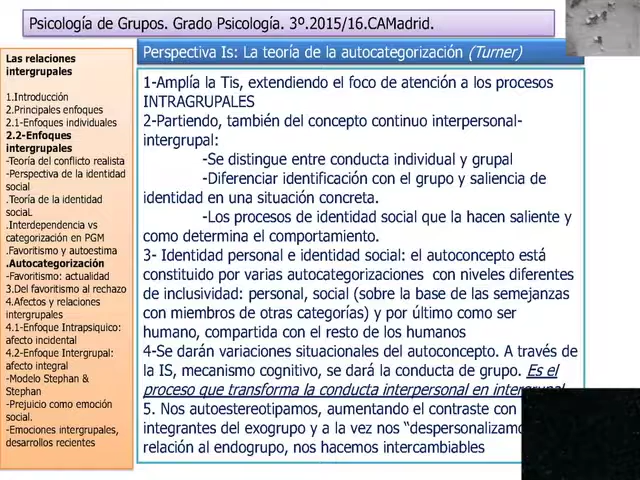 Psicología de Grupos. Grado Psicología. 3º.2015/16.CAMadrid.
Las relaciones
intergrupales
1.Introducción
2.Principales enfoques
2.1-Enfoques individuales
2.2-Enfoques
intergrupales
-Teoría del conflicto realista
-Perspectiva de la identidad
social
.Teoría de la identidad
sociaL
.Interdependencia vs
categorización en PGM
.Favoritismo y autoestima
.Autocategorización
-Favoritismo: actualidad
3.Del favoritismo al rechazo
4.Afectos y relaciones
intergrupales
4.1-Enfoque Intrapsiquico:
afecto incidental
4.2-Enfoque Intergrupal:
afecto integral
-Modelo Stephan &
Stephan
-Prejuicio como emoción
social.
-Emociones intergrupales,
desarrollos recientes
Perspectiva Is: La teoría de la autocategorización (Turner)
1-Amplía la Tis, extendiendo el foco de atención a los procesos
INTRAGRUPALES
2-Partiendo, también del concepto continuo interpersonal-
intergrupal:
-Se distingue entre conducta individual y grupal
-Diferenciar identificación con el grupo y saliencia de
identidad en una situación concreta.
-Los procesos de identidad social que la hacen saliente y
como determina el comportamiento.
3- Identidad personal e identidad social: el autoconcepto está
constituido por varias autocategorizaciones con niveles diferentes
de inclusividad: personal, social (sobre la base de las semejanzas
con miembros de otras categorías) y por último como ser
humano, compartida con el resto de los humanos
4-Se darán variaciones situacionales del autoconcepto. A través de
la IS, mecanismo cognitivo, se dará la conducta de grupo. Es el
proceso que transforma la conducta interpersonal en intergrupal
5. Nos autoestereotipamos, aumentando el contraste con
integrantes del exogrupo y a la vez nos "despersonalizamo
relación al endogrupo, nos hacemos intercambiables